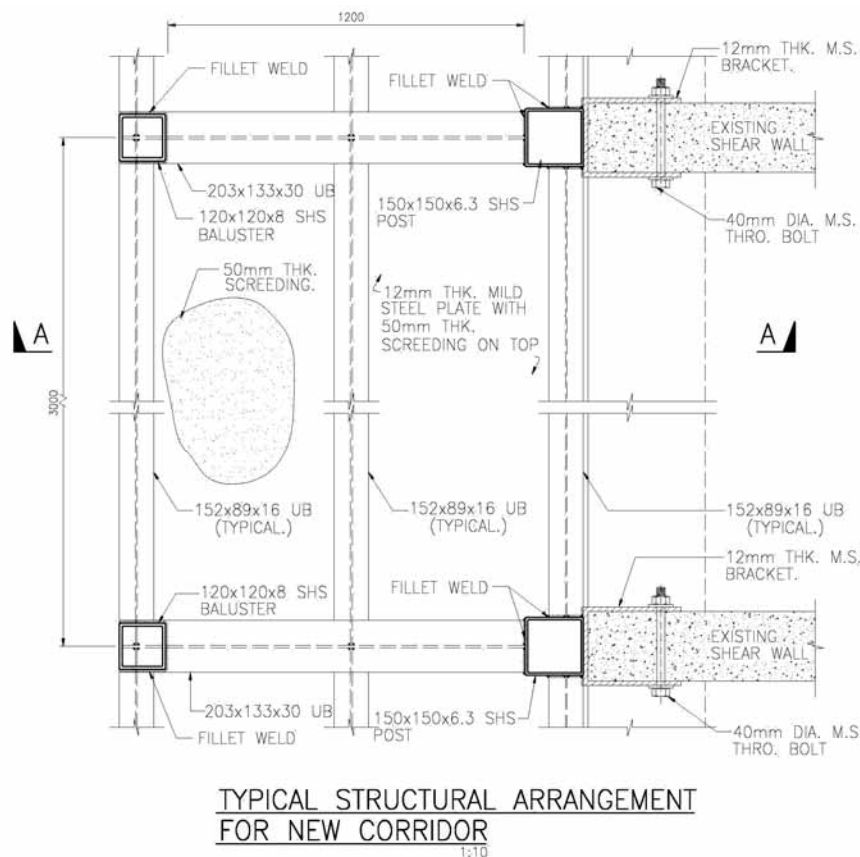 1200
12mm THK. M.S.
BRACKET.
FILLET WELD
FILLET WELD
EXISTING
SHEAR WALL
203x133x30 UB
120x120x8 SHS
BALUSTER
150x150x6.3 SHS
POST
40mm DIA. M.S.
THRO. BOLT
50mm THK.
SCREEDING.
12mm THK. MILD
STEEL PLATE WITH
50mm THK.
SCREEDING ON TOP
A
A
3000
152x89x16 UB
(TYPICAL.)
152x89x16 UB
(TYPICAL.)
152x89x16 UB
(TYPICAL.)
12mm THK. M.S.
BRACKET.
120x120x8 SHS
BALUSTER
FILLET WELD
EXISTING
SHEAR WALL
203x133x30 UB
FILLET WELD
150x150x6.3 SHS
POST
40mm DIA. M.S.
THRO. BOLT
TYPICAL STRUCTURAL ARRANGEMENT
FOR NEW CORRIDOR
1:10